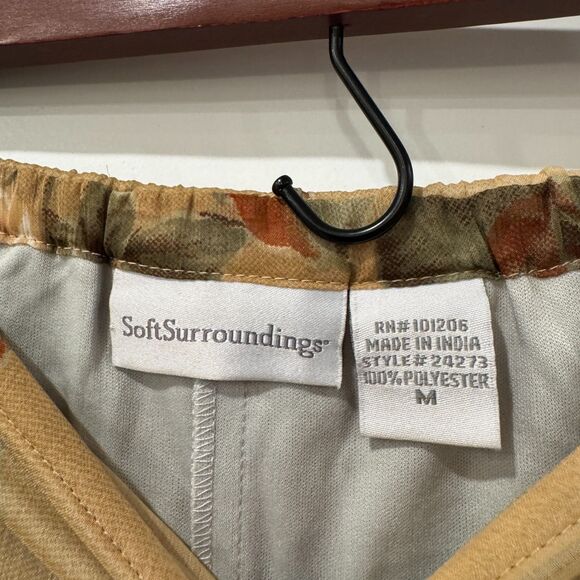 SoftSurroundings®
RN# 101206
MADE IN INDIA
STYLE# 24273
100% POLYESTER
M